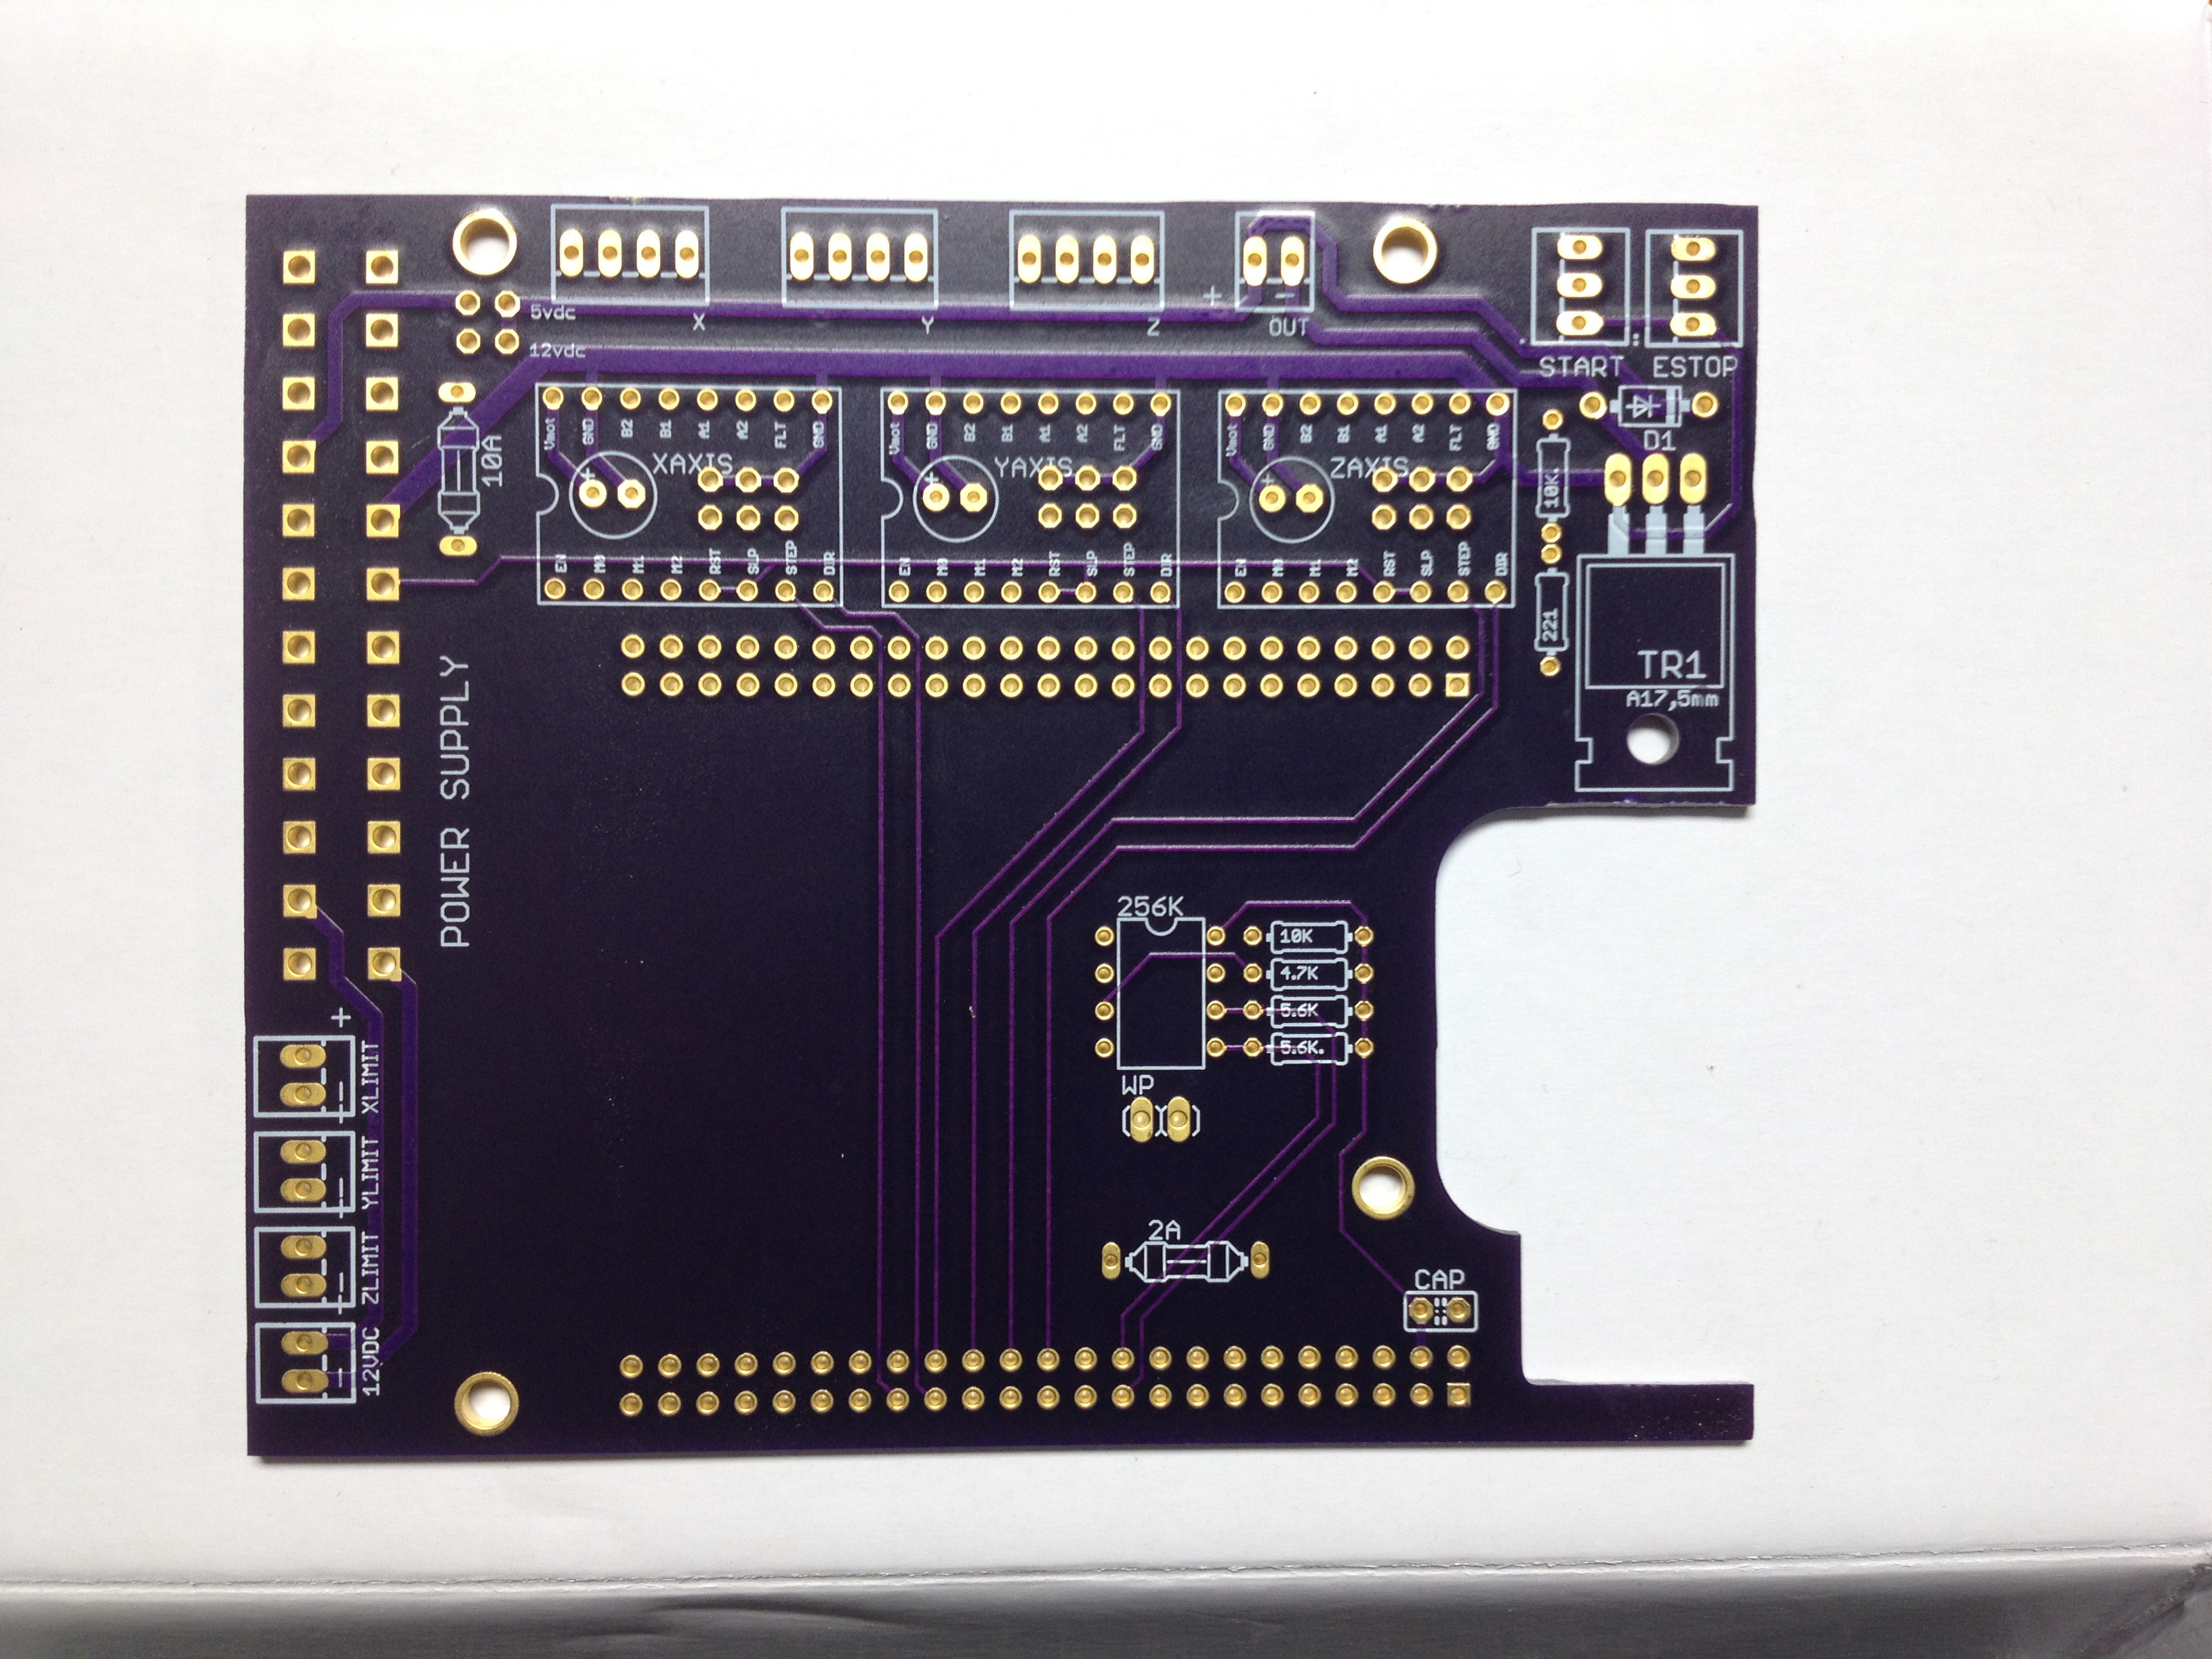 12VDC ZLIMIT YLIMIT XLIMIT
- +- +- +- +
POWER SUPPLY
10A
12vdc
5vdc
EN
M0
M1
M2
RST
SLP
STEP
DIR
+
XAXIS
Vmot
GND
B2
B1
A1
A2
FLT
GND
X
EN
M0
M1
M2
RST
SLP
STEP
DIR
+
YAXIS
Vmot
GND
B2
B1
A1
A2
FLT
GND
Y
EN
M0
M1
M2
RST
SLP
STEP
DIR
+
ZAXIS
Vmot
GND
B2
B1
A1
A2
FLT
GND
Z
+ -
OUT
2A
WP
256K
5.6K.
5.6K
4.7K
10K
CAP
221
10K.
TR1
A17,5mm
D1
START
ESTOP